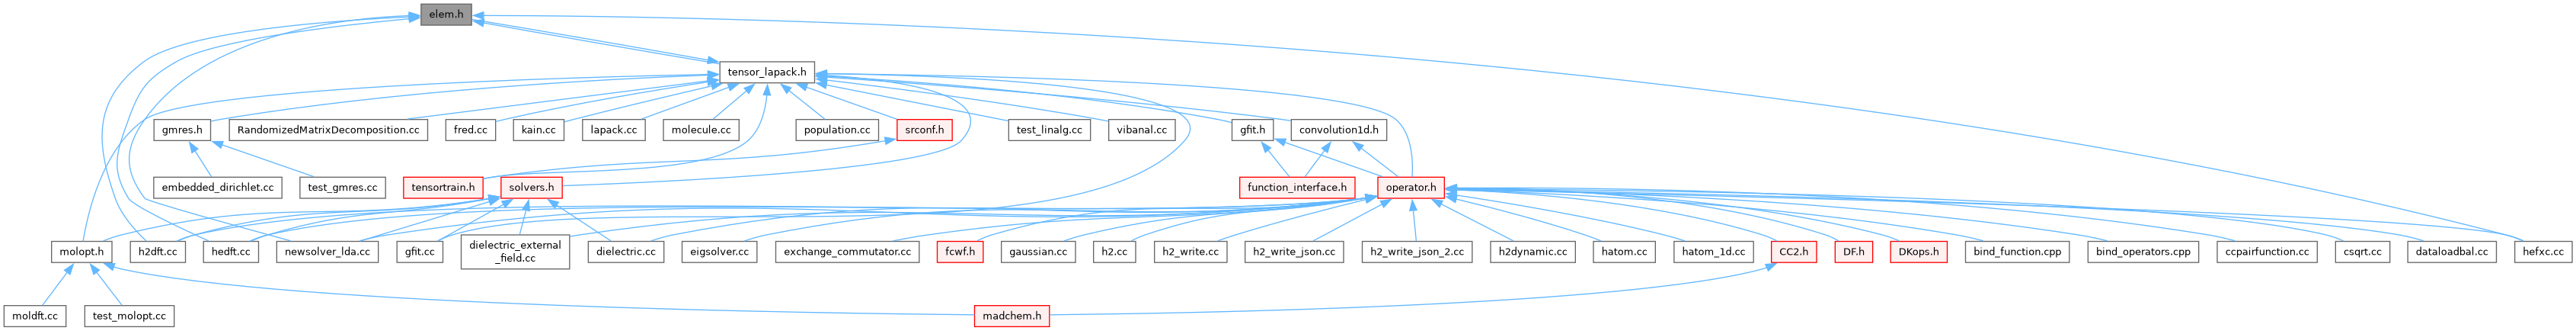 elem.h
tensor_lapack.h
gmres.h
RandomizedMatrixDecomposition.cc
fred.cc
kain.cc
lapack.cc
molecule.cc
population.cc
srconf.h
test_linalg.cc
vibanal.cc
gfit.h
convolution1d.h
embedded_dirichlet.cc
test_gmres.cc
tensortrain.h
solvers.h
function_interface.h
operator.h
molopt.h
h2dft.cc
hedft.cc
newsolver_lda.cc
gfit.cc
dielectric_external
_field.cc
dielectric.cc
eigsolver.cc
exchange_commutator.cc
fcwf.h
gaussian.cc
h2.cc
h2_write.cc
h2_write_json.cc
h2_write_json_2.cc
h2dynamic.cc
hatom.cc
hatom_1d.cc
CC2.h
DF.h
DKops.h
bind_function.cpp
bind_operators.cpp
ccpairfunction.cc
csqrt.cc
dataloadbal.cc
hefxc.cc
moldft.cc
test_molopt.cc
madchem.h